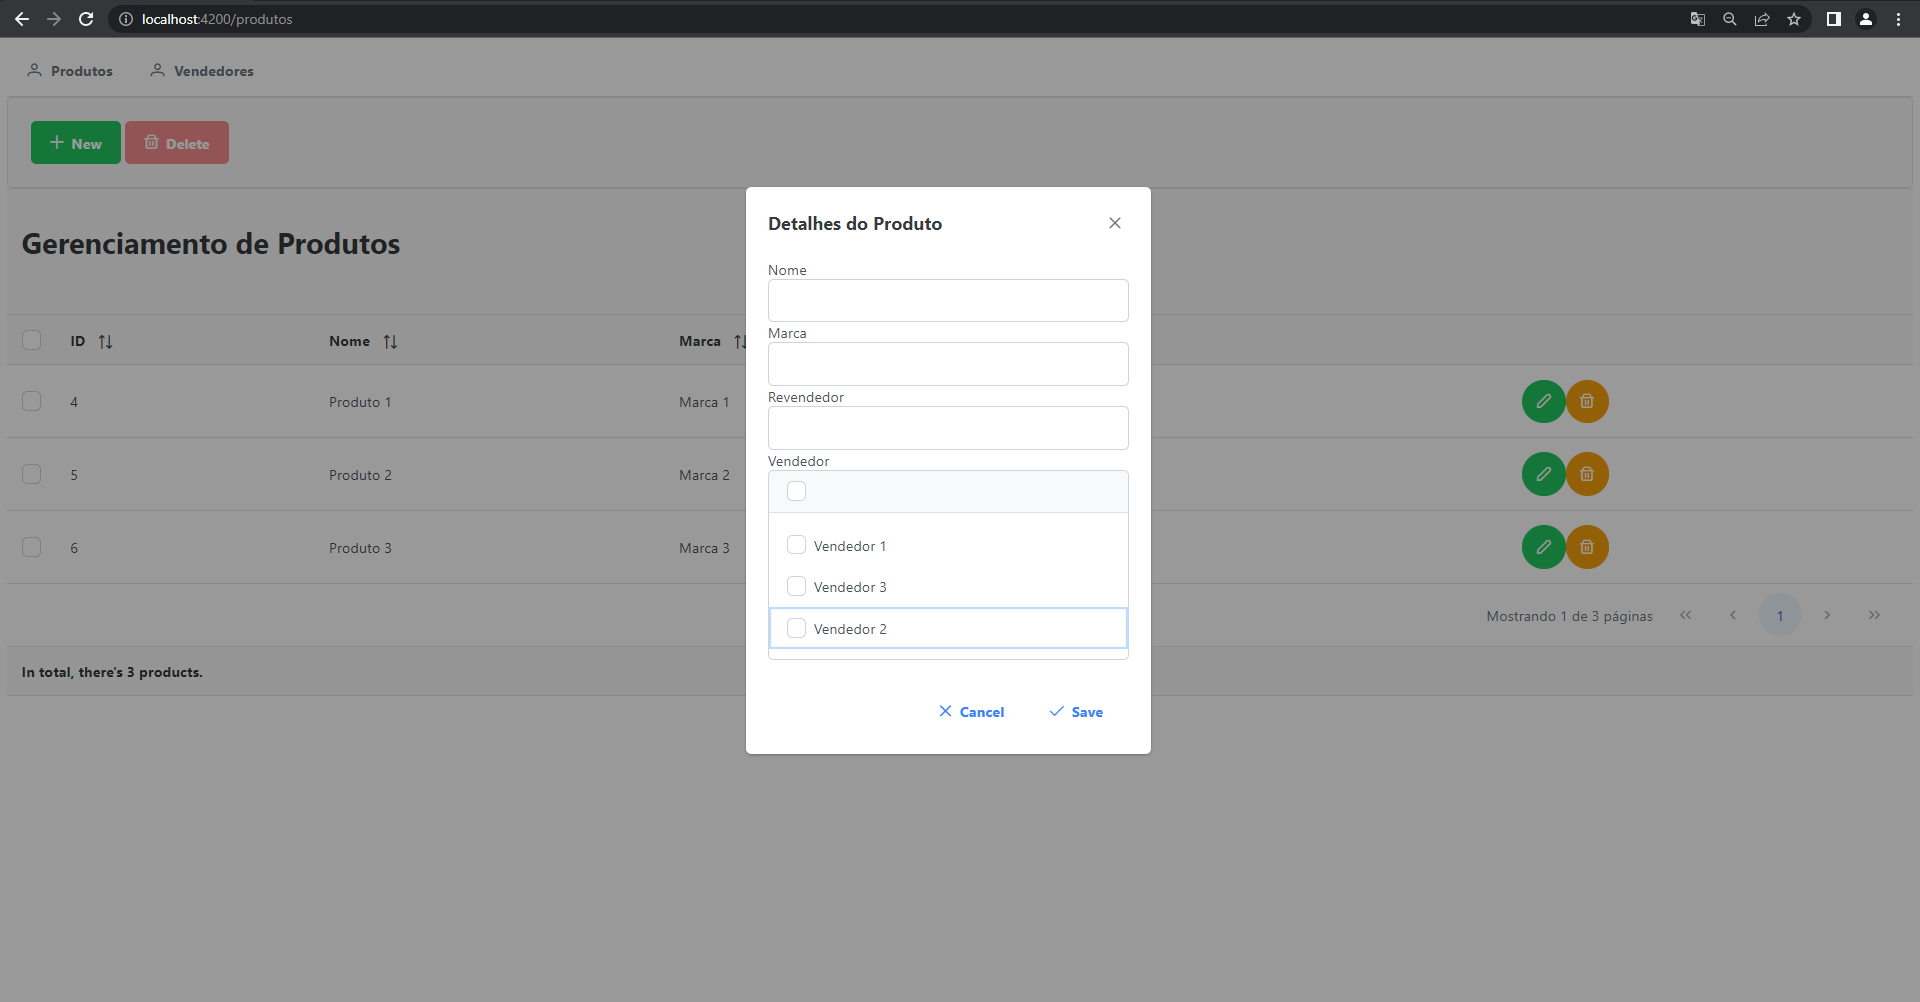 localhost:4200/produtos
Produtos Vendedores
New Delete
Gerenciamento de Produtos
ID Nome Marca
4 Produto 1 Marca 1
5 Produto 2 Marca 2
6 Produto 3 Marca 3
Mostrando 1 de 3 páginas 1
In total, there's 3 products.
Detalhes do Produto
Nome
Marca
Revendedor
Vendedor
Vendedor 1
Vendedor 3
Vendedor 2
Cancel Save